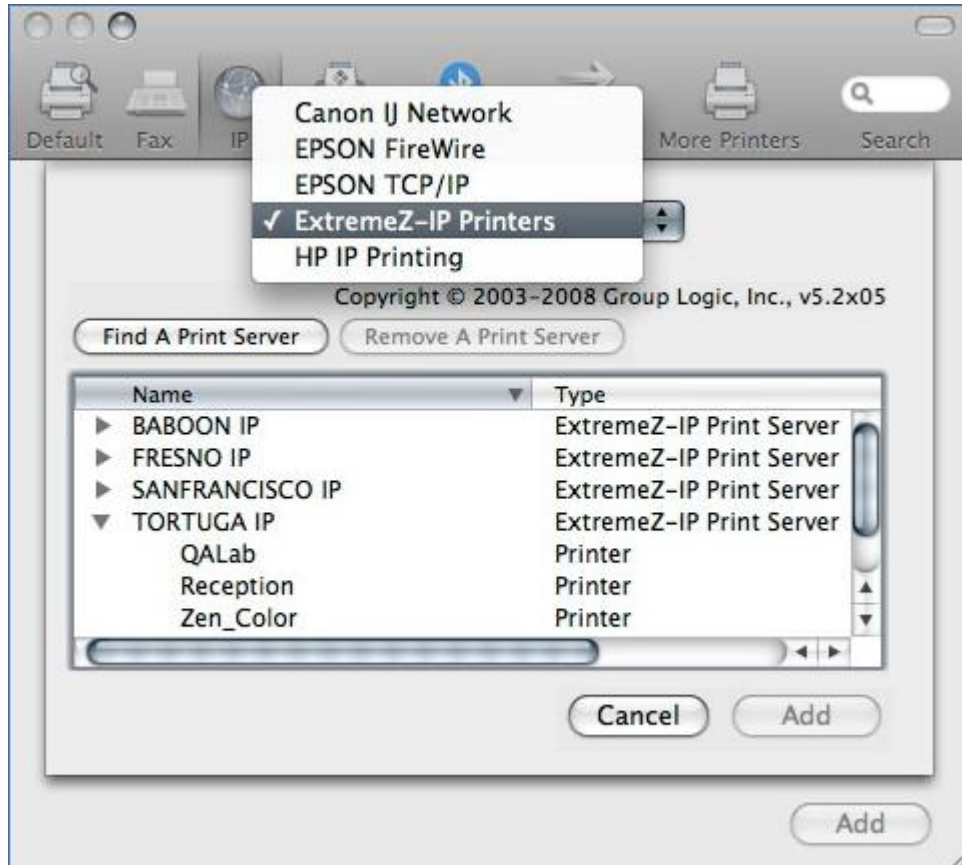 Default
Fax
IP
More Printers
Search
Canon IJ Network
EPSON FireWire
EPSON TCP/IP
✓ ExtremeZ-IP Printers
HP IP Printing
Copyright © 2003-2008 Group Logic, Inc., v5.2x05
Find A Print Server
Remove A Print Server
Name Type
BABOON IP ExtremeZ-IP Print Server
FRESNO IP ExtremeZ-IP Print Server
SANFRANCISCO IP ExtremeZ-IP Print Server
TORTUGA IP ExtremeZ-IP Print Server
QALab Printer
Reception Printer
Zen_Color Printer
Cancel
Add
Add